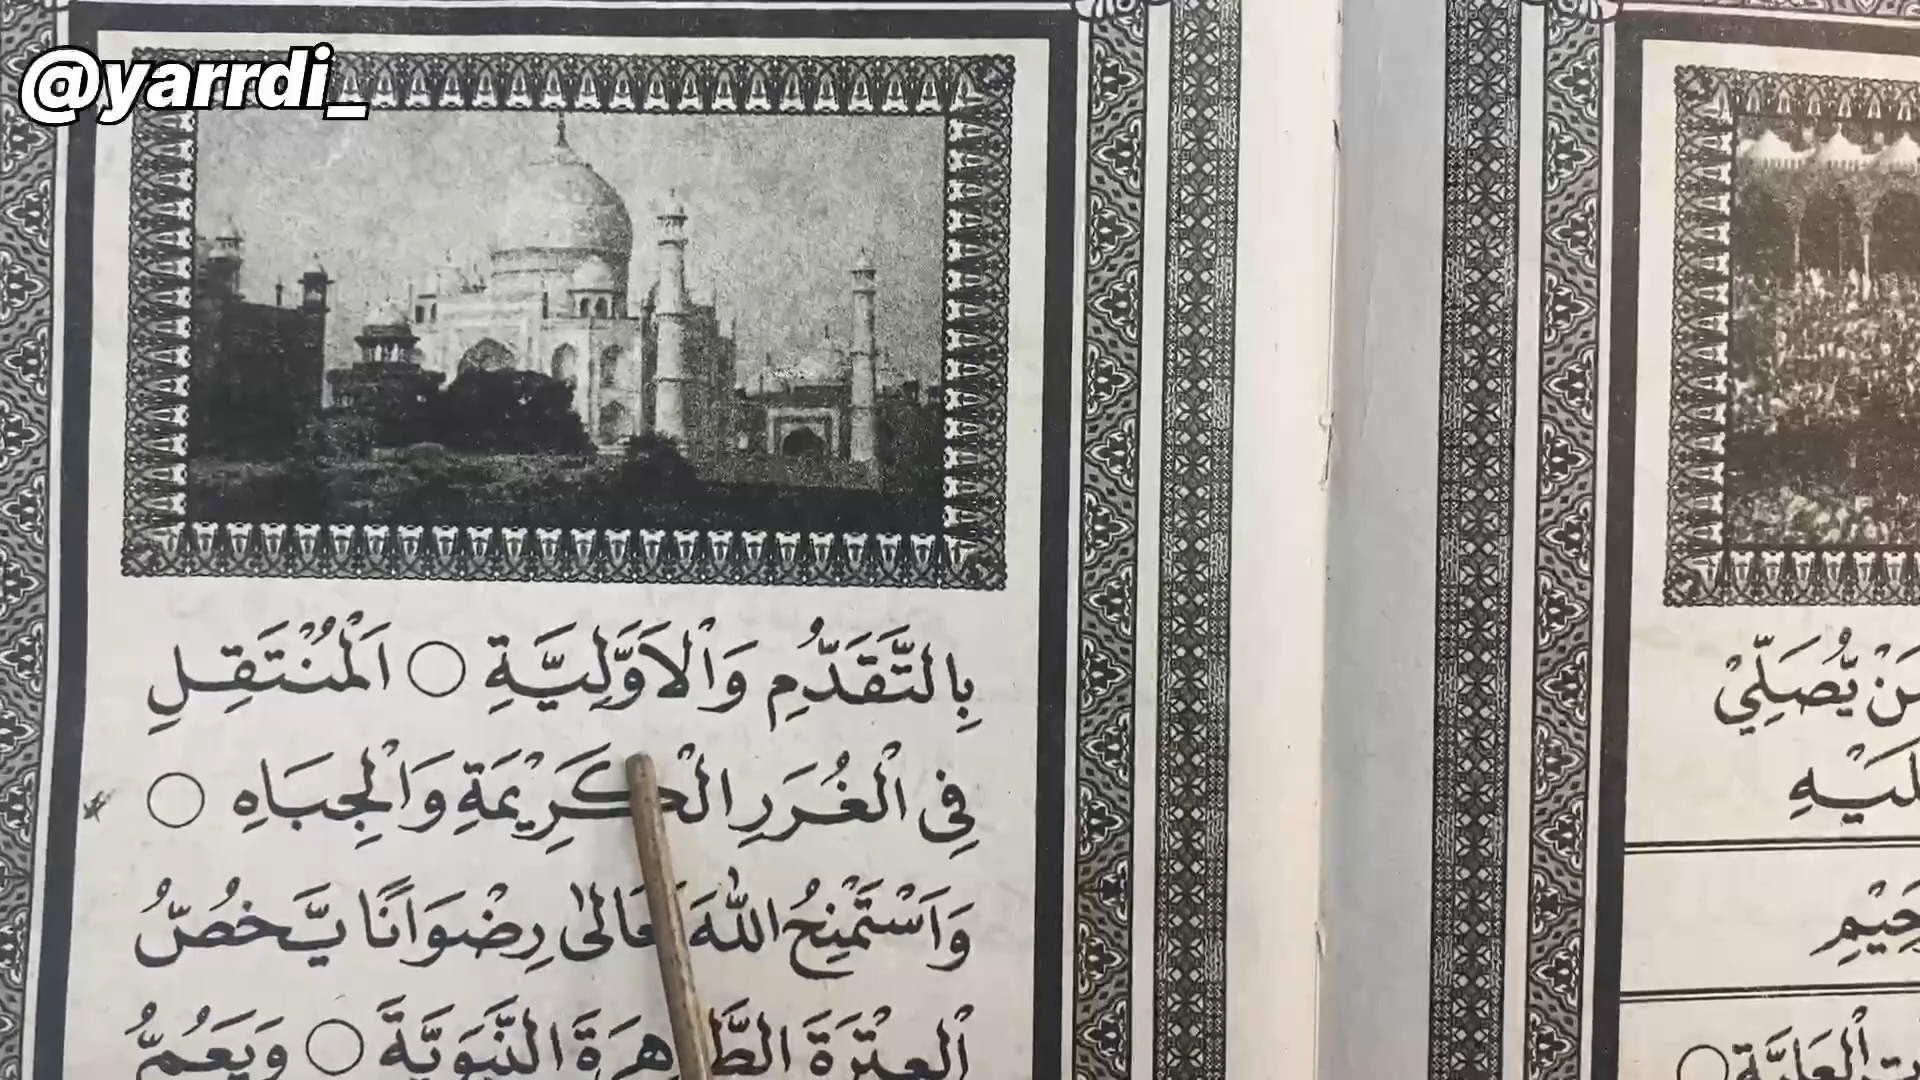 @yarrdi_
بِالتَّقَدُّمِ وَالْاَوَّلِيَّةِ ○ اَلْمُنْتَقِلِ
فِى الْغُرَرِ الْكَرِيْمَةِ وَالْجِبَاهِ ○
وَاَسْتَمْنِحُ اللّٰهَ تَعَالٰى رِضْوَانًا يَّخُصُّ
الْعِتْرَةَ الطَّاهِرَةَ النَّبَوِيَّةَ ○ وَيَعُمُّ
يُّصَلِّيْ